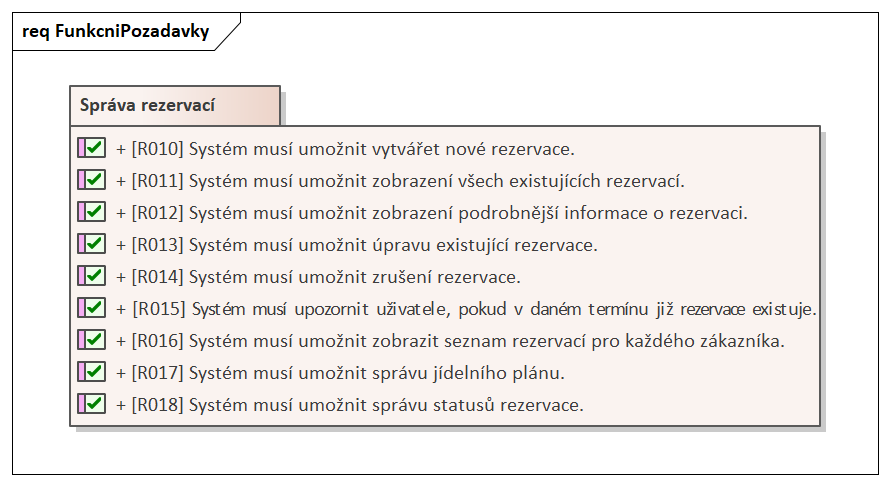 req FunkcniPozadavky
Správa rezervací
+ [R010] Systém musí umožnit vytvářet nové rezervace.
+ [R011] Systém musí umožnit zobrazení všech existujících rezervací.
+ [R012] Systém musí umožnit zobrazení podrobnější informace o rezervaci.
+ [R013] Systém musí umožnit úpravu existující rezervace.
+ [R014] Systém musí umožnit zrušení rezervace.
+ [R015] Systém musí upozornit uživatele, pokud v daném termínu již rezervace existuje.
+ [R016] Systém musí umožnit zobrazit seznam rezervací pro každého zákazníka.
+ [R017] Systém musí umožnit správu jídelního plánu.
+ [R018] Systém musí umožnit správu statusů rezervace.